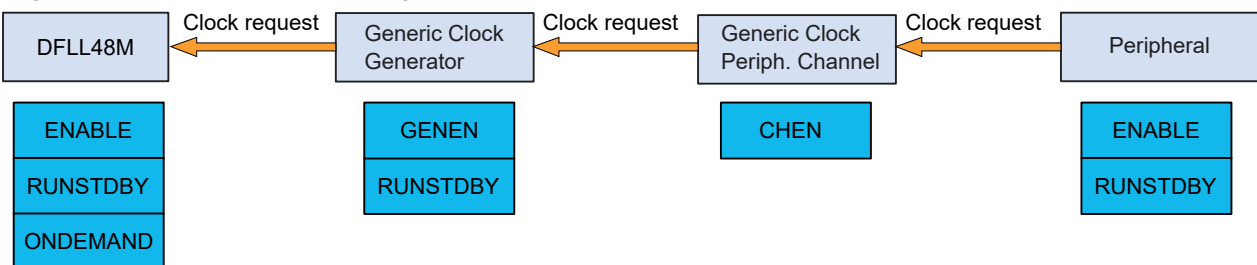 Clock request
Clock request
Clock request
DFLL48M
Generic Clock
Generator
Generic Clock
Periph. Channel
Peripheral
ENABLE
GENEN
CHEN
ENABLE
RUNSTDBY
RUNSTDBY
RUNSTDBY
ONDEMAND